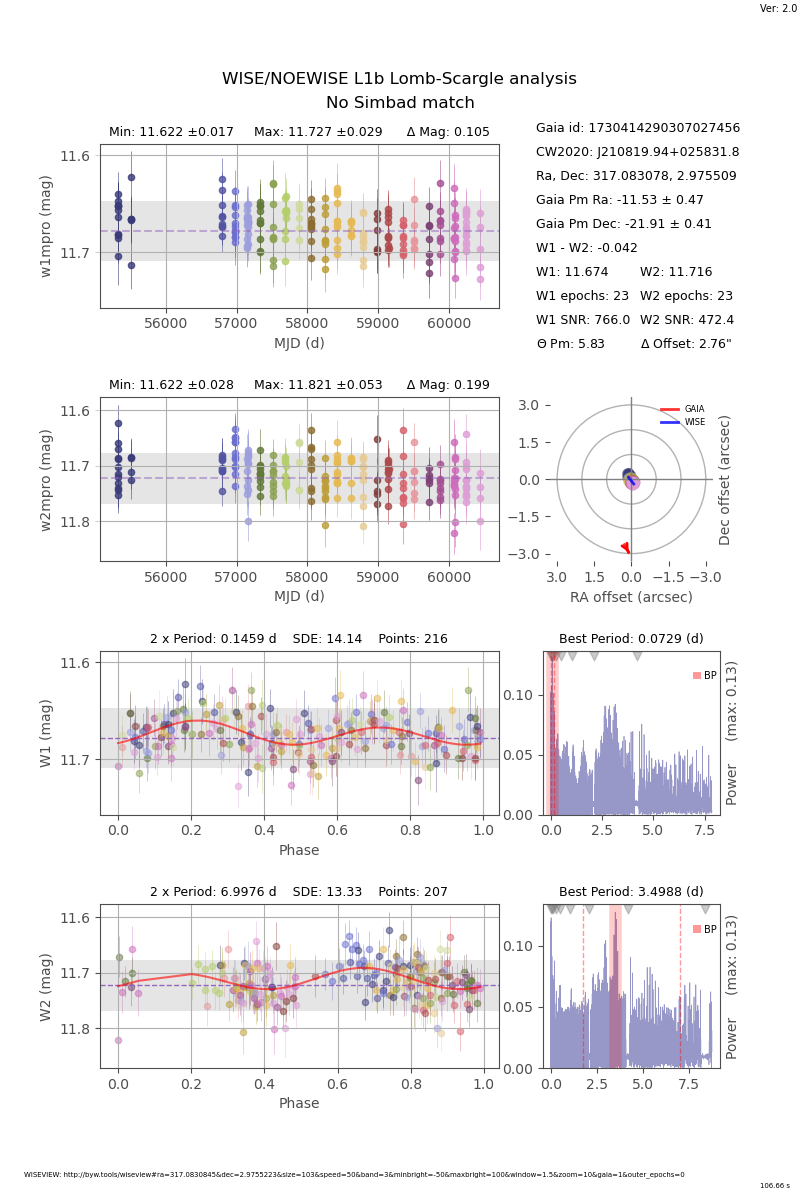 Ver: 2.0
WISE/NOEWISE L1b Lomb-Scargle analysis
No Simbad match
Min: 11.622 ±0.017 Max: 11.727 ±0.029 Δ Mag: 0.105
11.6
11.7
w1mpro (mag)
56000 57000 58000 59000 60000
MJD (d)
Gaia id: 1730414290307027456
CW2020: J210819.94+025831.8
Ra, Dec: 317.083078, 2.975509
Gaia Pm Ra: -11.53 ± 0.47
Gaia Pm Dec: -21.91 ± 0.41
W1 - W2: -0.042
W1: 11.674 W2: 11.716
W1 epochs: 23 W2 epochs: 23
W1 SNR: 766.0 W2 SNR: 472.4
Θ Pm: 5.83 Δ Offset: 2.76"
Min: 11.622 ±0.028 Max: 11.821 ±0.053 Δ Mag: 0.199
11.6
11.7
11.8
w2mpro (mag)
56000 57000 58000 59000 60000
MJD (d)
GAIA
WISE
3.0
1.5
0.0
−1.5
−3.0
3.0 1.5 0.0 −1.5 −3.0
RA offset (arcsec)
Dec offset (arcsec)
2 x Period: 0.1459 d SDE: 14.14 Points: 216
11.6
11.7
W1 (mag)
0.0 0.2 0.4 0.6 0.8 1.0
Phase
Best Period: 0.0729 (d)
BP
0.10
0.05
0.00
0.0 2.5 5.0 7.5
Power (max: 0.13)
2 x Period: 6.9976 d SDE: 13.33 Points: 207
11.6
11.7
11.8
W2 (mag)
0.0 0.2 0.4 0.6 0.8 1.0
Phase
Best Period: 3.4988 (d)
BP
0.10
0.05
0.00
0.0 2.5 5.0 7.5
Power (max: 0.13)
WISEVIEW: http://byw.tools/wiseview#ra=317.0830845&dec=2.9755223&size=103&speed=50&band=3&minbright=-50&maxbright=100&window=1.5&zoom=10&gaia=1&outer_epochs=0
106.66 s